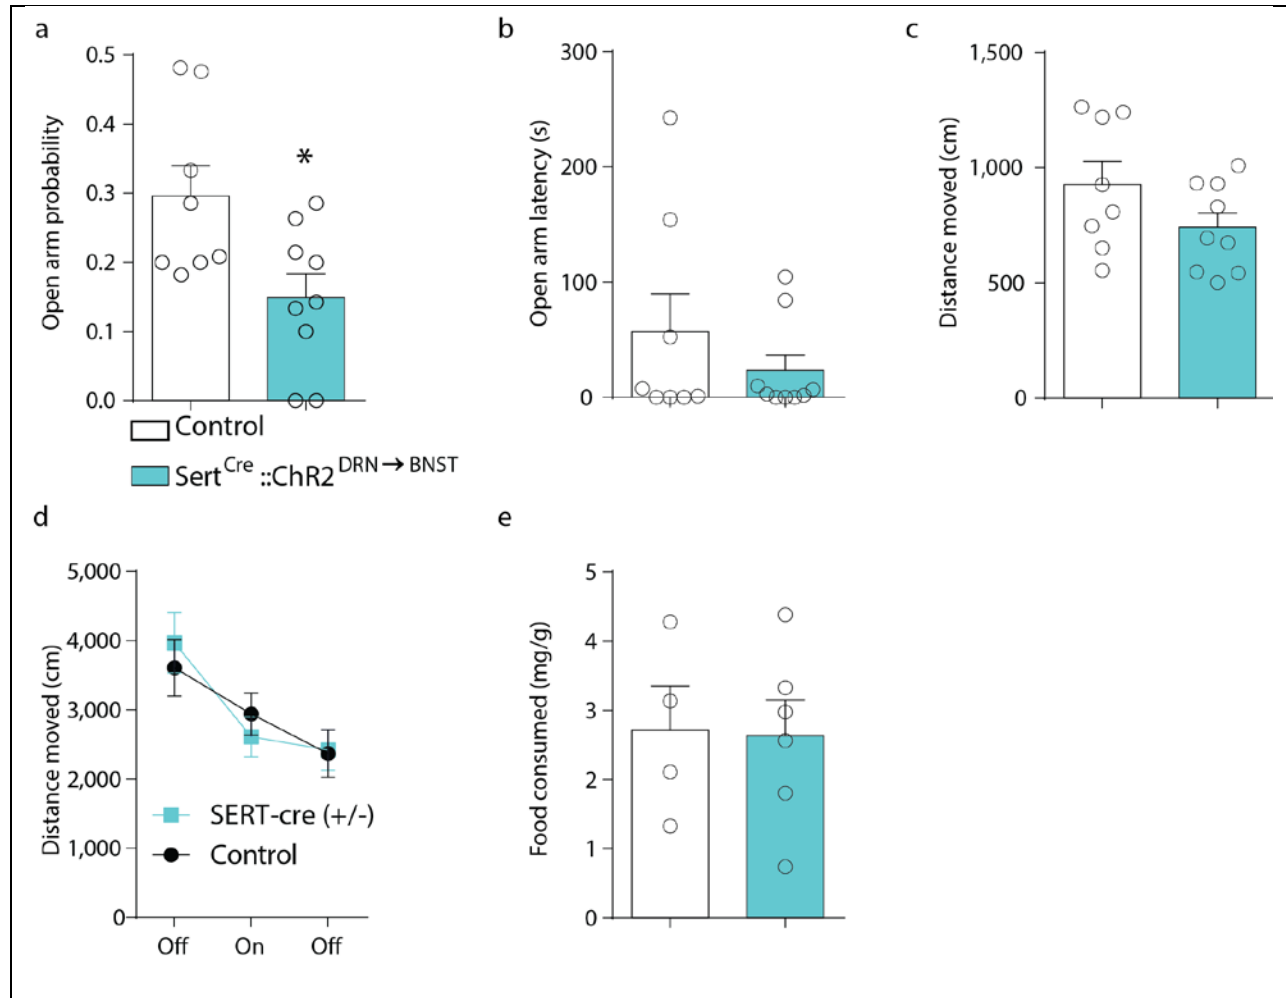 a
Open arm probability
0.5
0.4
0.3
0.2
0.1
0.0
*
Control
Sert Cre ::ChR2 DRN → BNST
b
Open arm latency (s)
300
200
100
0
c
Distance moved (cm)
1,500
1,000
500
0
d
Distance moved (cm)
5,000
4,000
3,000
2,000
1,000
0
SERT-cre (+/-)
Control
Off On Off
e
Food consumed (mg/g)
5
4
3
2
1
0